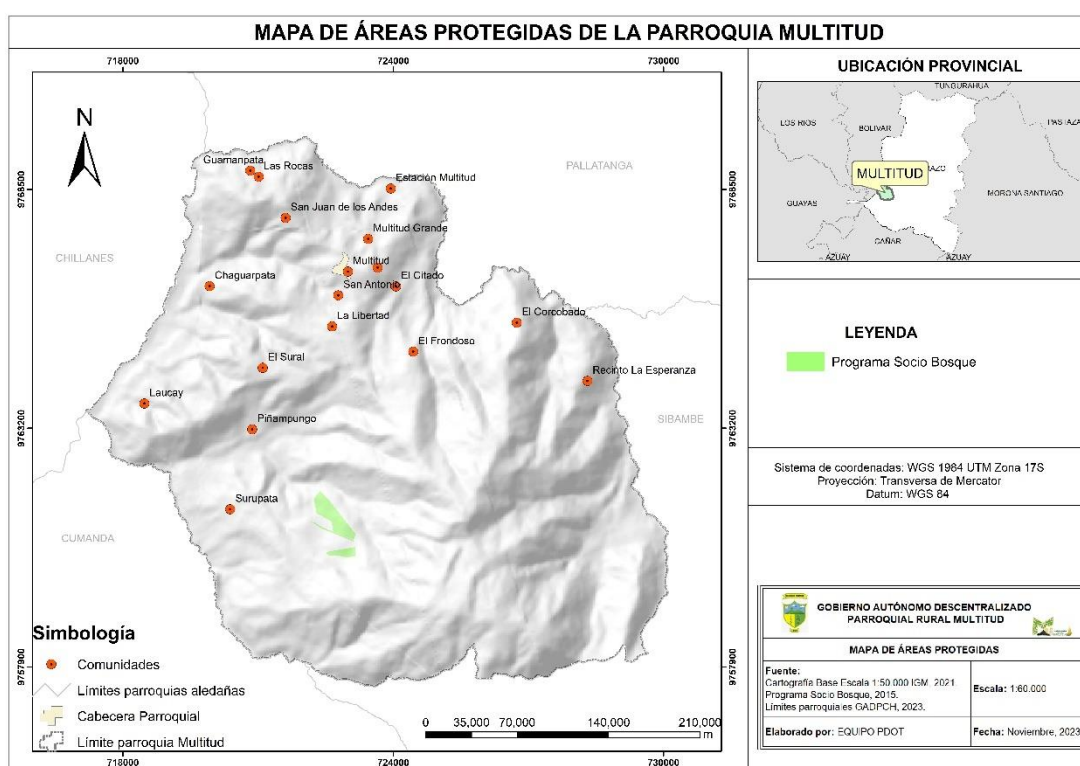 MAPA DE ÁREAS PROTEGIDAS DE LA PARROQUIA MULTITUD
718000
724000
730000
N
9768500
9768500
9763200
9763200
9757900
9757900
PALLATANGA
CHILLANES
SIBAMBE
CUMANDA
Guamanpata
Las Rocas
Estación Multitud
San Juan de los Andes
Multitud Grande
Multitud
Chaguarpata
San Antonio
El Citado
La Libertad
El Corcobado
El Frondoso
El Sural
Recinto La Esperanza
Laucay
Piñampungo
Surupata
Simbología
Comunidades
Límites parroquias aledañas
Cabecera Parroquial
Límite parroquia Multitud
0 35,000 70,000 140,000 210,000
m
718000
724000
730000
UBICACIÓN PROVINCIAL
TUNGURAHUA
LOS RIOS
BOLIVAR
PASTAZA
MULTITUD
RAZO
MORONA SANTIAGO
GUAYAS
CAÑAR
AZUAY
AZUAY
LEYENDA
Programa Socio Bosque
Sistema de coordenadas: WGS 1984 UTM Zona 17S
Proyección: Transversa de Mercator
Datum: WGS 84
GOBIERNO AUTÓNOMO DESCENTRALIZADO
PARROQUIAL RURAL MULTITUD
MAPA DE ÁREAS PROTEGIDAS
Fuente:
Cartografía Base Escala 1:50 000 IGM, 2021.
Programa Socio Bosque, 2015.
Límites parroquiales GADPCH, 2023.
Escala: 1:60.000
Elaborado por: EQUIPO PDOT
Fecha: Noviembre, 2023